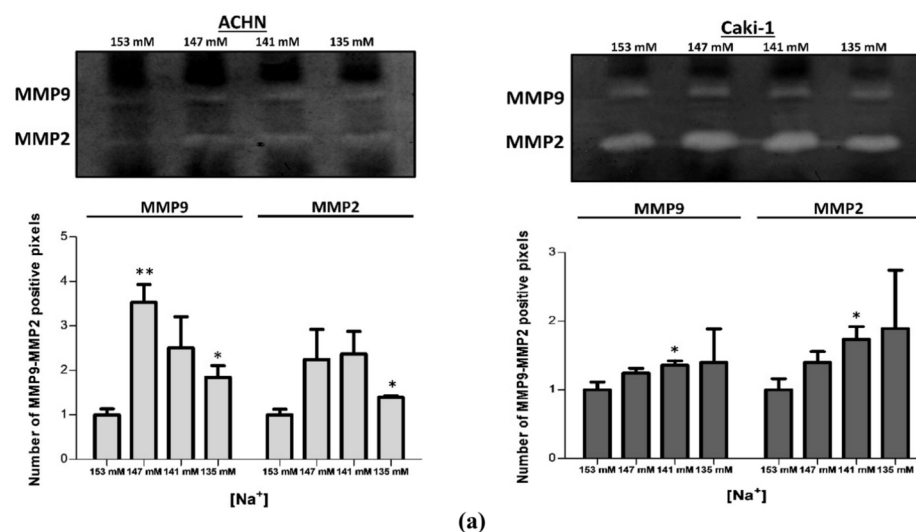 ACHN
153 mM 147 mM 141 mM 135 mM
MMP9
MMP2
MMP9 MMP2
Number of MMP9-MMP2 positive pixels
5
4
3
2
1
0
** * *
153 mM 147 mM 141 mM 135 mM 153 mM 147 mM 141 mM 135 mM
[Na⁺]
Caki-1
153 mM 147 mM 141 mM 135 mM
MMP9
MMP2
MMP9 MMP2
Number of MMP9-MMP2 positive pixels
3
2
1
0
* *
153 mM 147 mM 141 mM 135 mM 153 mM 147 mM 141 mM 135 mM
[Na⁺]
(a)